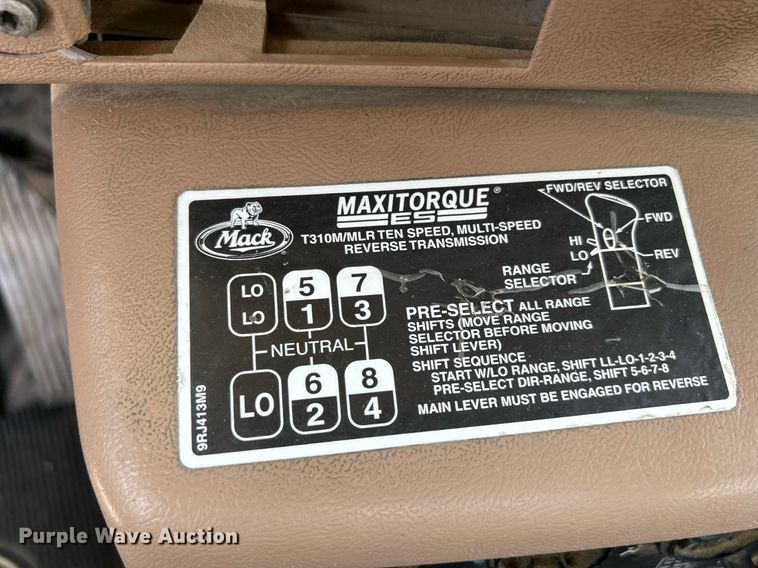 Mack
MAXITORQUE®
ES
T310M/MLR TEN SPEED, MULTI-SPEED
REVERSE TRANSMISSION
FWD/REV SELECTOR
FWD
HI
LO
REV
RANGE
SELECTOR
LO 5 7
LO 1 3
NEUTRAL
LO 6 8
2 4
PRE-SELECT ALL RANGE
SHIFTS (MOVE RANGE
SELECTOR BEFORE MOVING
SHIFT LEVER)
SHIFT SEQUENCE
START W/LO RANGE, SHIFT LL-LO-1-2-3-4
PRE-SELECT DIR-RANGE, SHIFT 5-6-7-8
MAIN LEVER MUST BE ENGAGED FOR REVERSE
9RJ413M9
Purple Wave Auction